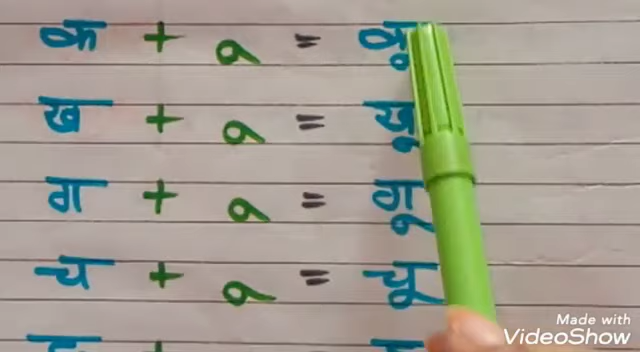 क + ू = कू
ख + ू = खू
ग + ू = गू
च + ू = चू
Made with
VideoShow